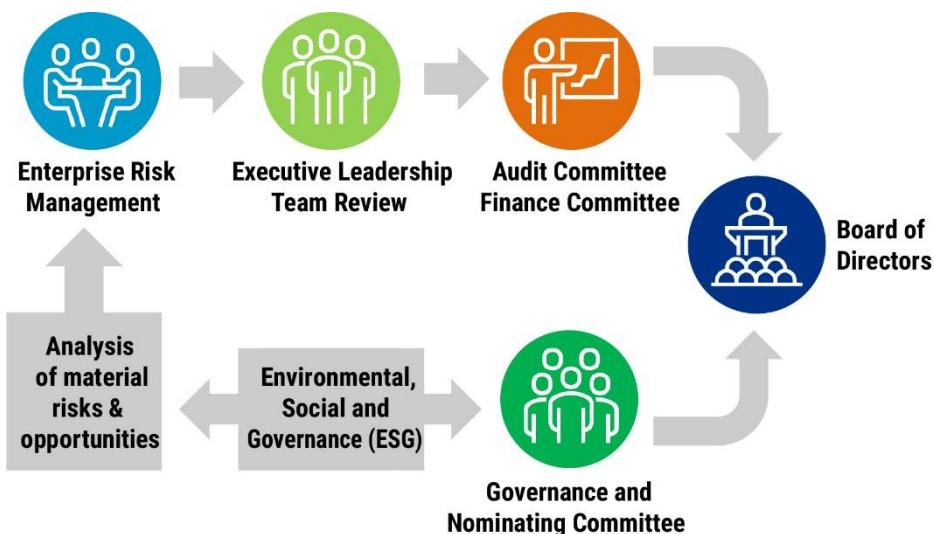 Enterprise Risk
Management
Executive Leadership
Team Review
Audit Committee
Finance Committee
Board of
Directors
Analysis
of material
risks &
opportunities
Environmental,
Social and
Governance (ESG)
Governance and
Nominating Committee